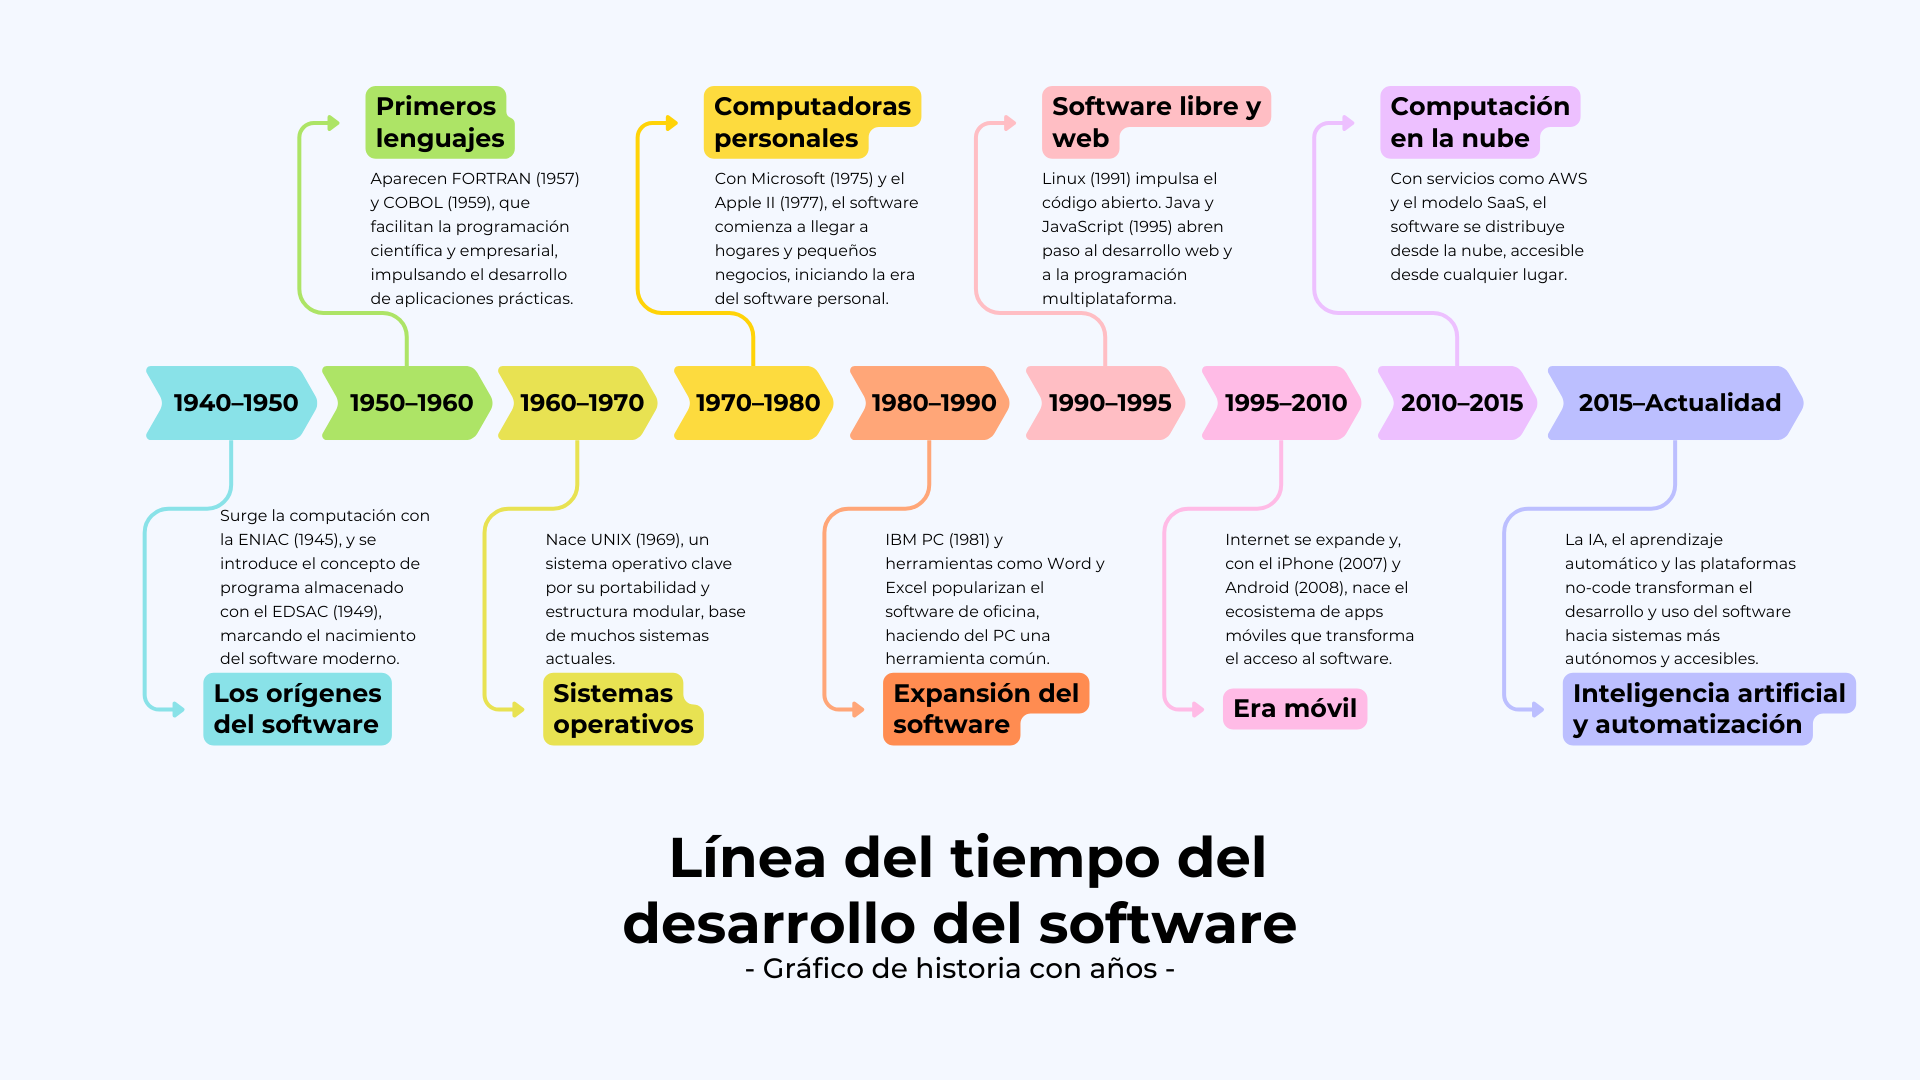 Primeros
lenguajes
Aparecen FORTRAN (1957)
y COBOL (1959), que
facilitan la programación
científica y empresarial,
impulsando el desarrollo
de aplicaciones prácticas.
Computadoras
personales
Con Microsoft (1975) y el
Apple II (1977), el software
comienza a llegar a
hogares y pequeños
negocios, iniciando la era
del software personal.
Software libre y
web
Linux (1991) impulsa el
código abierto. Java y
JavaScript (1995) abren
paso al desarrollo web y
a la programación
multiplataforma.
Computación
en la nube
Con servicios como AWS
y el modelo SaaS, el
software se distribuye
desde la nube, accesible
desde cualquier lugar.
1940–1950
1950–1960
1960–1970
1970–1980
1980–1990
1990–1995
1995–2010
2010–2015
2015–Actualidad
Surge la computación con
la ENIAC (1945), y se
introduce el concepto de
programa almacenado
con el EDSAC (1949),
marcando el nacimiento
del software moderno.
Los orígenes
del software
Nace UNIX (1969), un
sistema operativo clave
por su portabilidad y
estructura modular, base
de muchos sistemas
actuales.
Sistemas
operativos
IBM PC (1981) y
herramientas como Word y
Excel popularizan el
software de oficina,
haciendo del PC una
herramienta común.
Expansión del
software
Internet se expande y,
con el iPhone (2007) y
Android (2008), nace el
ecosistema de apps
móviles que transforma
el acceso al software.
Era móvil
La IA, el aprendizaje
automático y las plataformas
no-code transforman el
desarrollo y uso del software
hacia sistemas más
autónomos y accesibles.
Inteligencia artificial
y automatización
Línea del tiempo del
desarrollo del software
- Gráfico de historia con años -